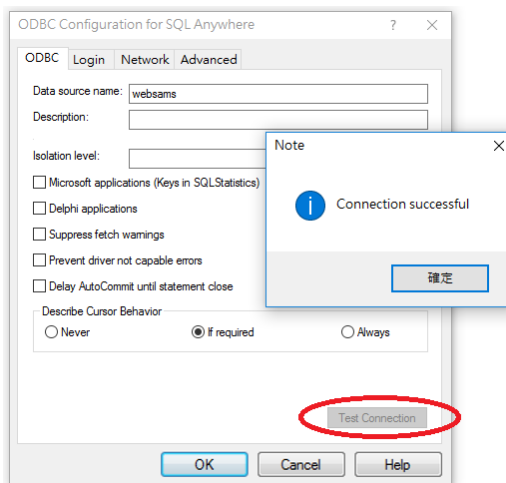 ODBC Configuration for SQL Anywhere ? ×
ODBC Login Network Advanced
Data source name: websams
Description:
Isolation level:
Microsoft applications (Keys in SQLStatistics)
Delphi applications
Suppress fetch warnings
Prevent driver not capable errors
Delay AutoCommit until statement close
Describe Cursor Behavior
Never If required Always
Test Connection
OK Cancel Help
Note ×
Connection successful
確定